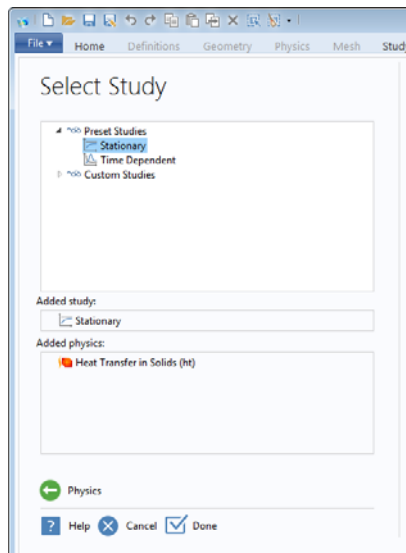 File Home Definitions Geometry Physics Mesh Study
Select Study
Preset Studies
Stationary
Time Dependent
Custom Studies
Added study:
Stationary
Added physics:
Heat Transfer in Solids (ht)
Physics
? Help Cancel Done